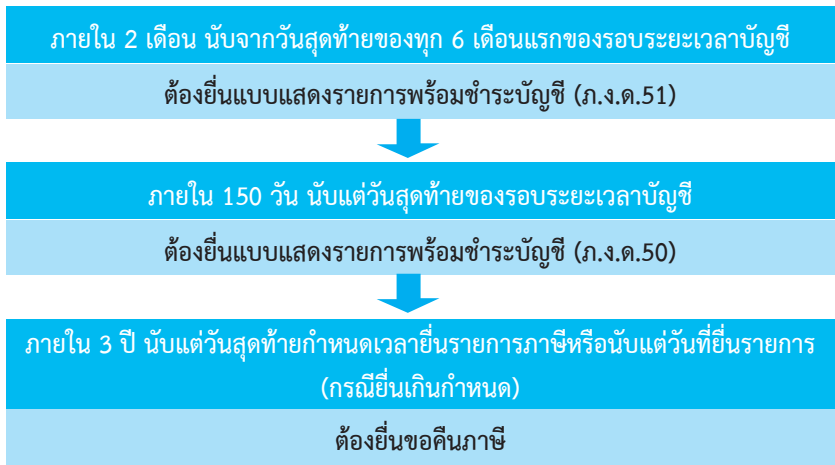 ภายใน 2 เดือน นับจากวันสุดท้ายของทุก 6 เดือนแรกของรอบระยะเวลาบัญชี
ต้องยื่นแบบแสดงรายการพร้อมชำระบัญชี (ภ.ง.ด.51)
ภายใน 150 วัน นับแต่วันสุดท้ายของรอบระยะเวลาบัญชี
ต้องยื่นแบบแสดงรายการพร้อมชำระบัญชี (ภ.ง.ด.50)
ภายใน 3 ปี นับแต่วันสุดท้ายกำหนดเวลายื่นรายการภาษีหรือนับแต่วันที่ยื่นรายการ
(กรณียื่นเกินกำหนด)
ต้องยื่นขอคืนภาษี